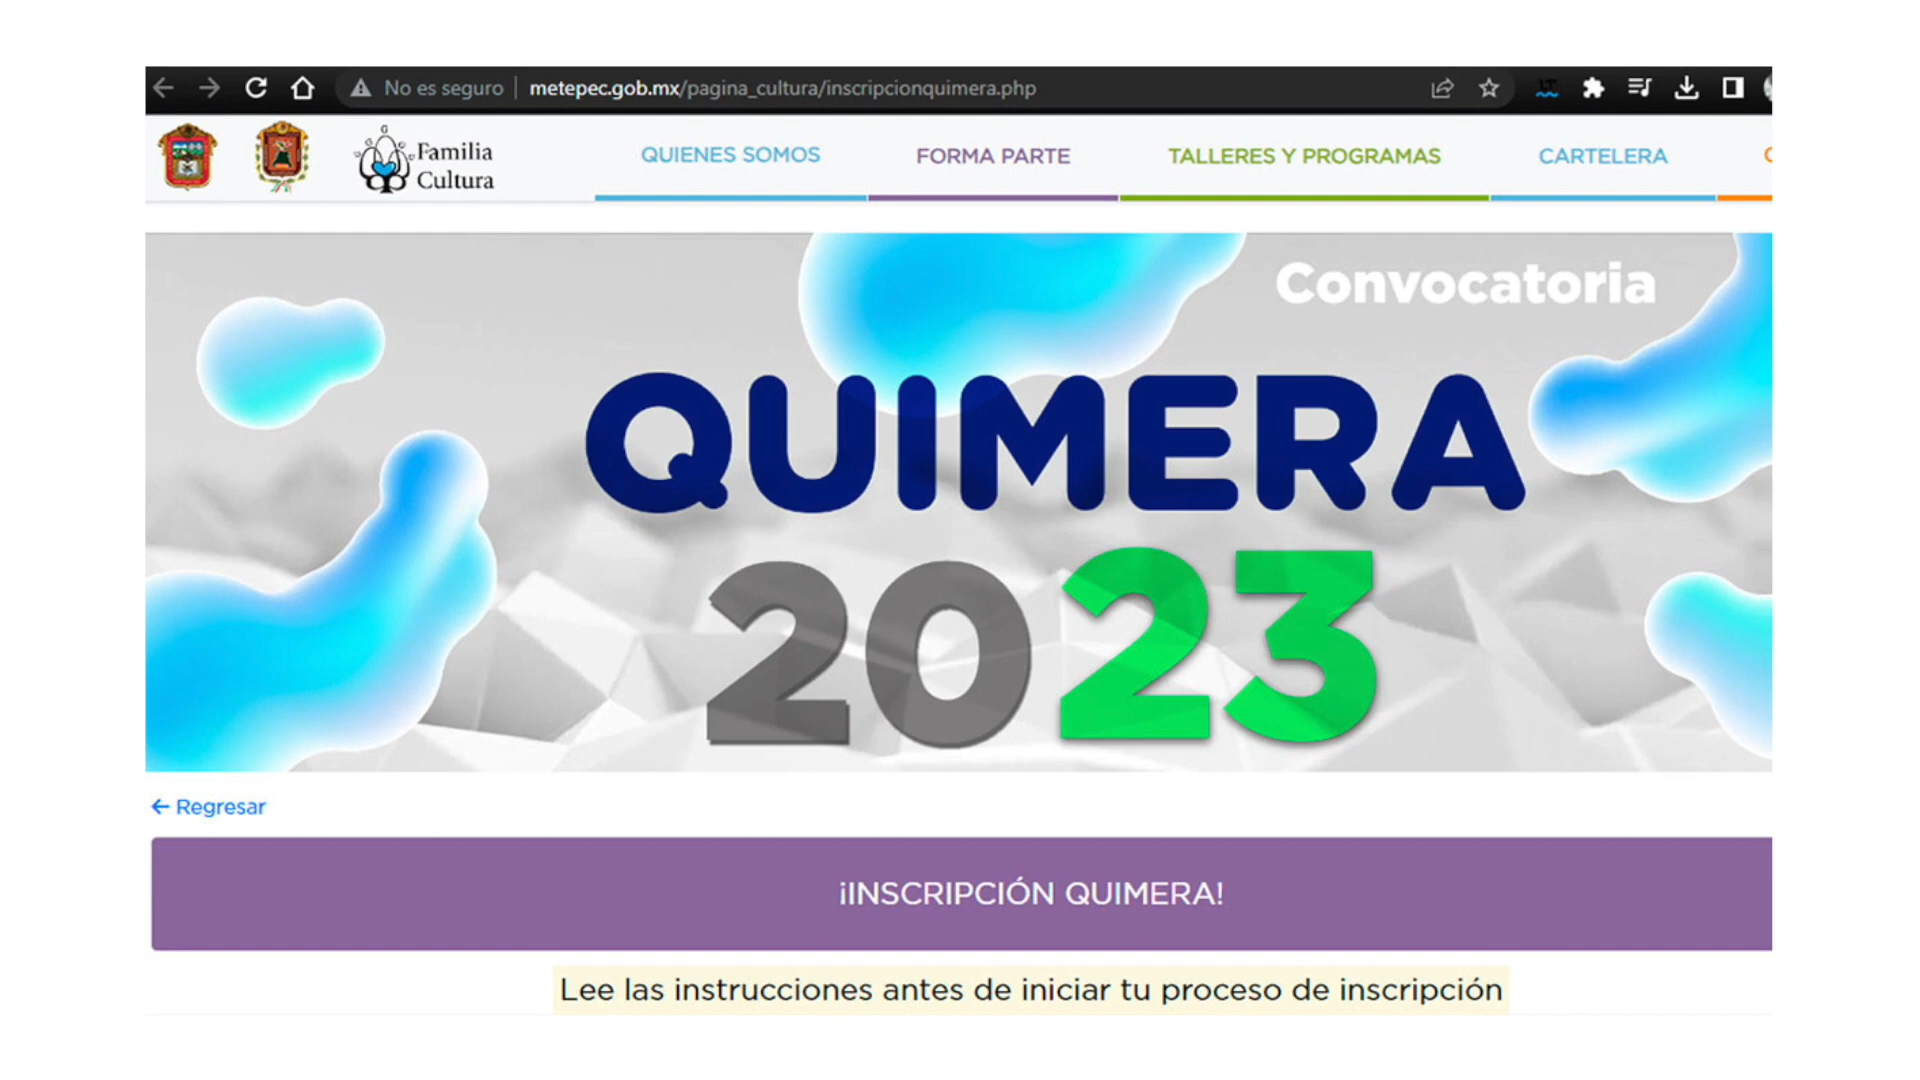 No es seguro | metepec.gob.mx/pagina_cultura/inscripcionquimera.php
Familia
Cultura
QUIENES SOMOS
FORMA PARTE
TALLERES Y PROGRAMAS
CARTELERA
Convocatoria
QUIMERA
2023
← Regresar
¡INSCRIPCIÓN QUIMERA!
Lee las instrucciones antes de iniciar tu proceso de inscripción